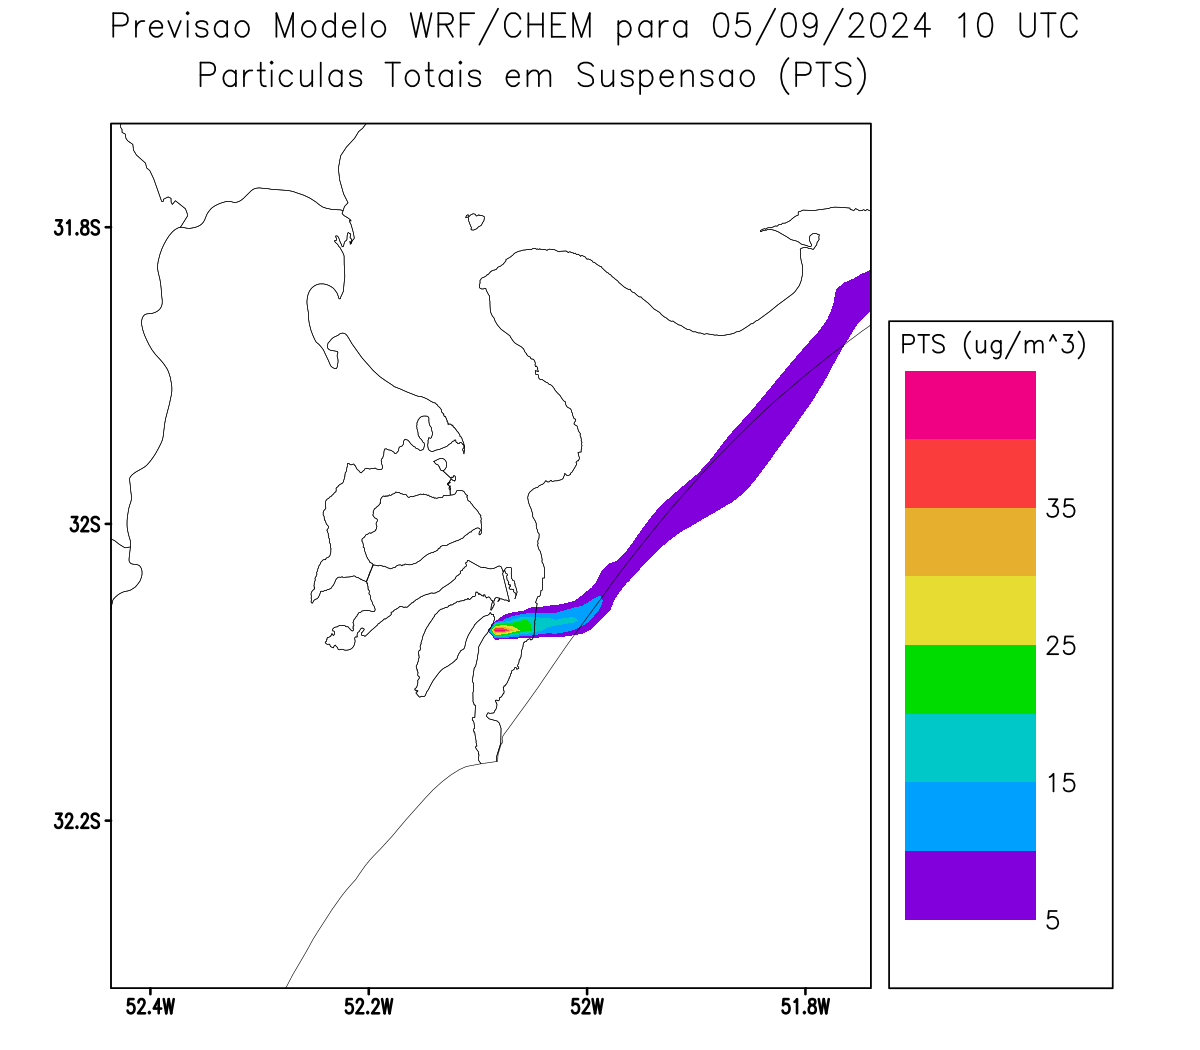 Previsao Modelo WRF/CHEM para 05/09/2024 10 UTC
Particulas Totais em Suspensao (PTS)
31.8S
32S
32.2S
52.4W 52.2W 52W 51.8W
PTS (ug/m^3)
35
25
15
5